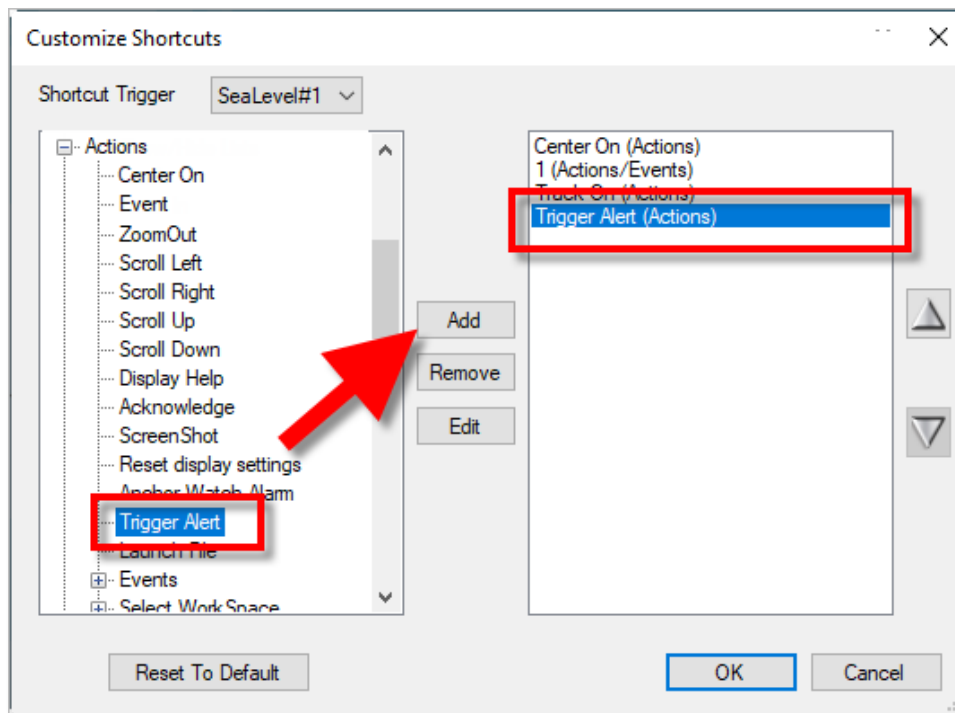 Customize Shortcuts
Shortcut Trigger
SeaLevel#1
Actions
Center On
Event
ZoomOut
Scroll Left
Scroll Right
Scroll Up
Scroll Down
Display Help
Acknowledge
ScreenShot
Reset display settings
Anchor Watch Alarm
Trigger Alert
Launch File
Events
Select WorkSpace
Add
Remove
Edit
Center On (Actions)
1 (Actions/Events)
Truck On (Actions)
Trigger Alert (Actions)
Reset To Default
OK
Cancel